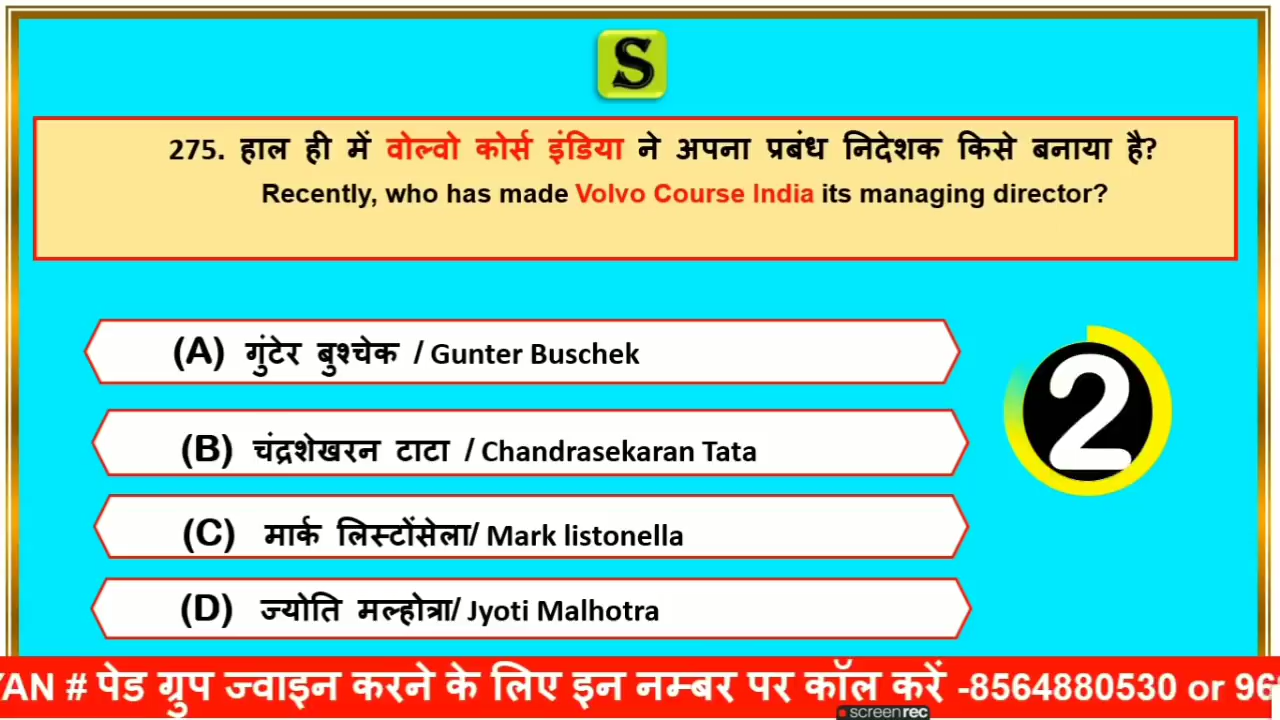 S
275. हाल ही में वोल्वो कोर्स इंडिया ने अपना प्रबंध निदेशक किसे बनाया है?
Recently, who has made Volvo Course India its managing director?
(A) गुंटेर बुश्चेक / Gunter Buschek
(B) चंद्रशेखरन टाटा / Chandrasekaran Tata
2
(C) मार्क लिस्टोंसेला/ Mark listonella
(D) ज्योति मल्होत्रा/ Jyoti Malhotra
YAN # पेड ग्रुप ज्वाइन करने के लिए इन नम्बर पर कॉल करें -8564880530 or 96
screenrec